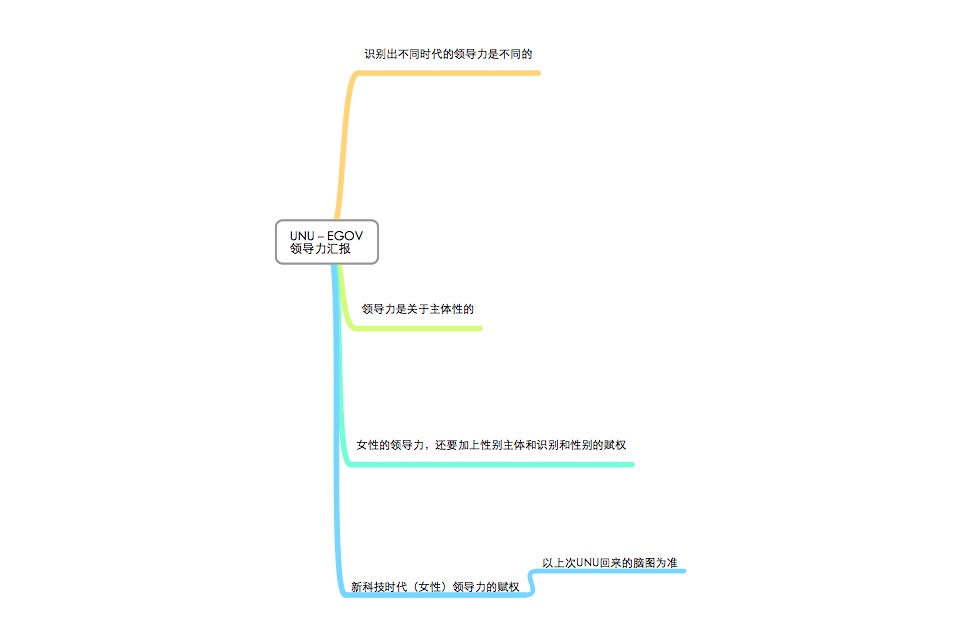 识别出不同时代的领导力是不同的
UNU – EGOV
领导力汇报
领导力是关于主体性的
女性的领导力，还要加上性别主体和识别和性别的赋权
以上次UNU回来的脑图为准
新科技时代（女性）领导力的赋权